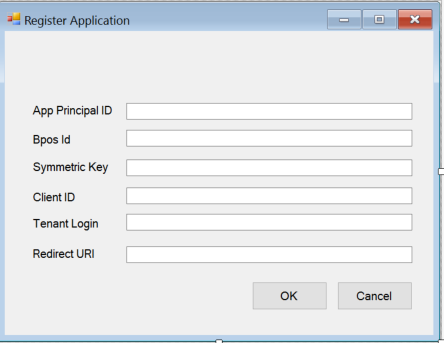 Register Application
App Principal ID
Bpos Id
Symmetric Key
Client ID
Tenant Login
Redirect URI
OK Cancel